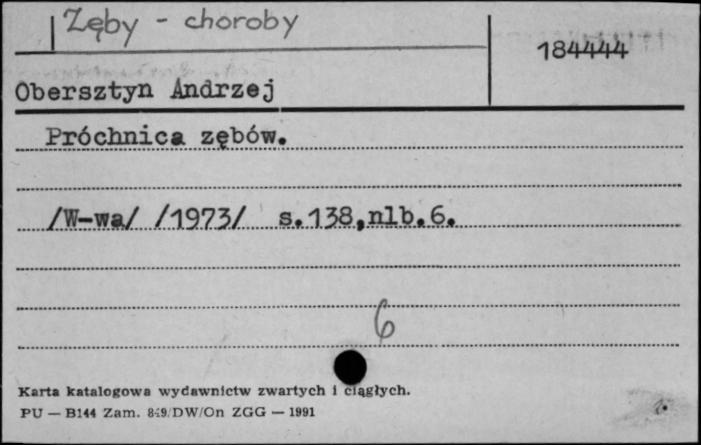 Zęby - choroby
184444
Obersztyn Andrzej
Próchnica zębów.
/W-wa/ /1973/ s.138,nlb.6.
6
Karta katalogowa wydawnictw zwartych i ciągłych.
PU — B144 Zam. 849/DW/On ZGG — 1991